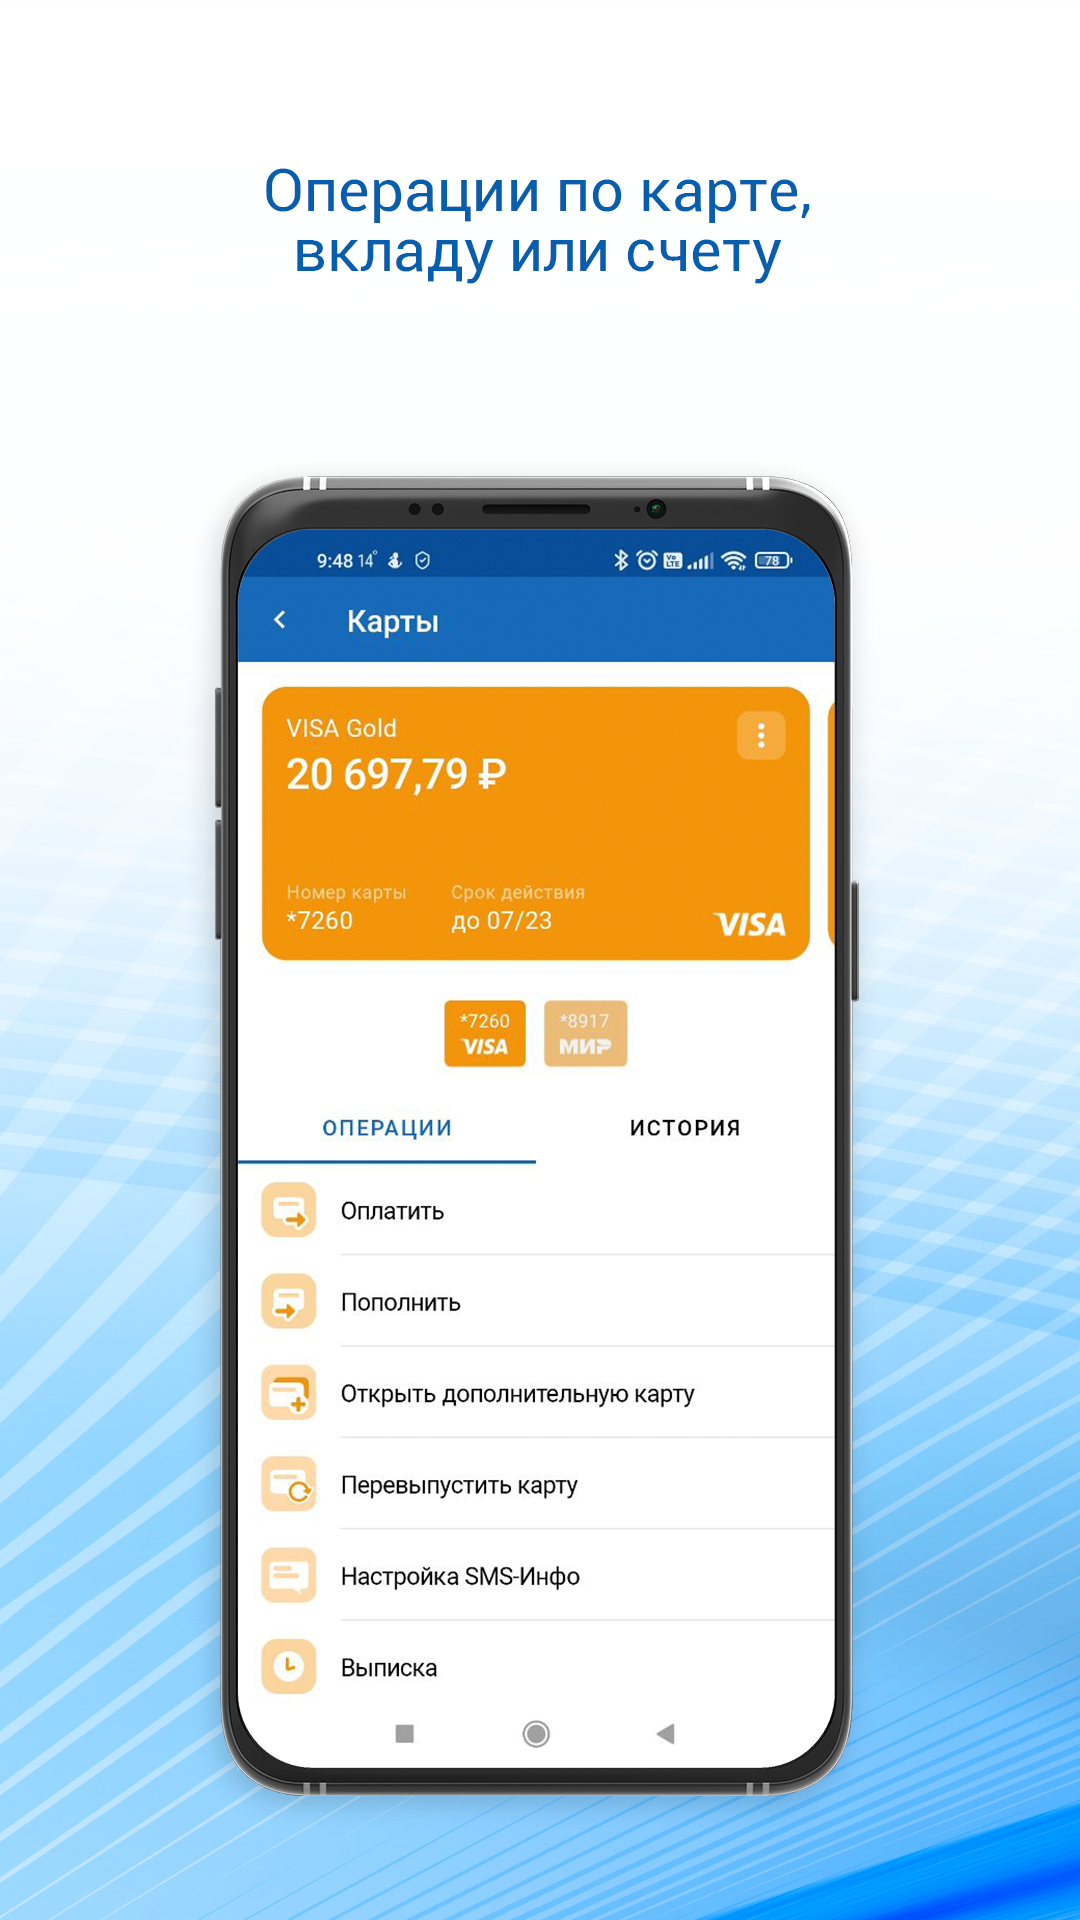 Операции по карте,
вкладу или счету
9:48 14°
Vo LTE
78
Карты
VISA Gold
20 697,79 ₽
Номер карты
Срок действия
*7260
до 07/23
VISA
*7260
VISA
*8917
МИР
ОПЕРАЦИИ
ИСТОРИЯ
Оплатить
Пополнить
Открыть дополнительную карту
Перевыпустить карту
Настройка SMS-Инфо
Выписка